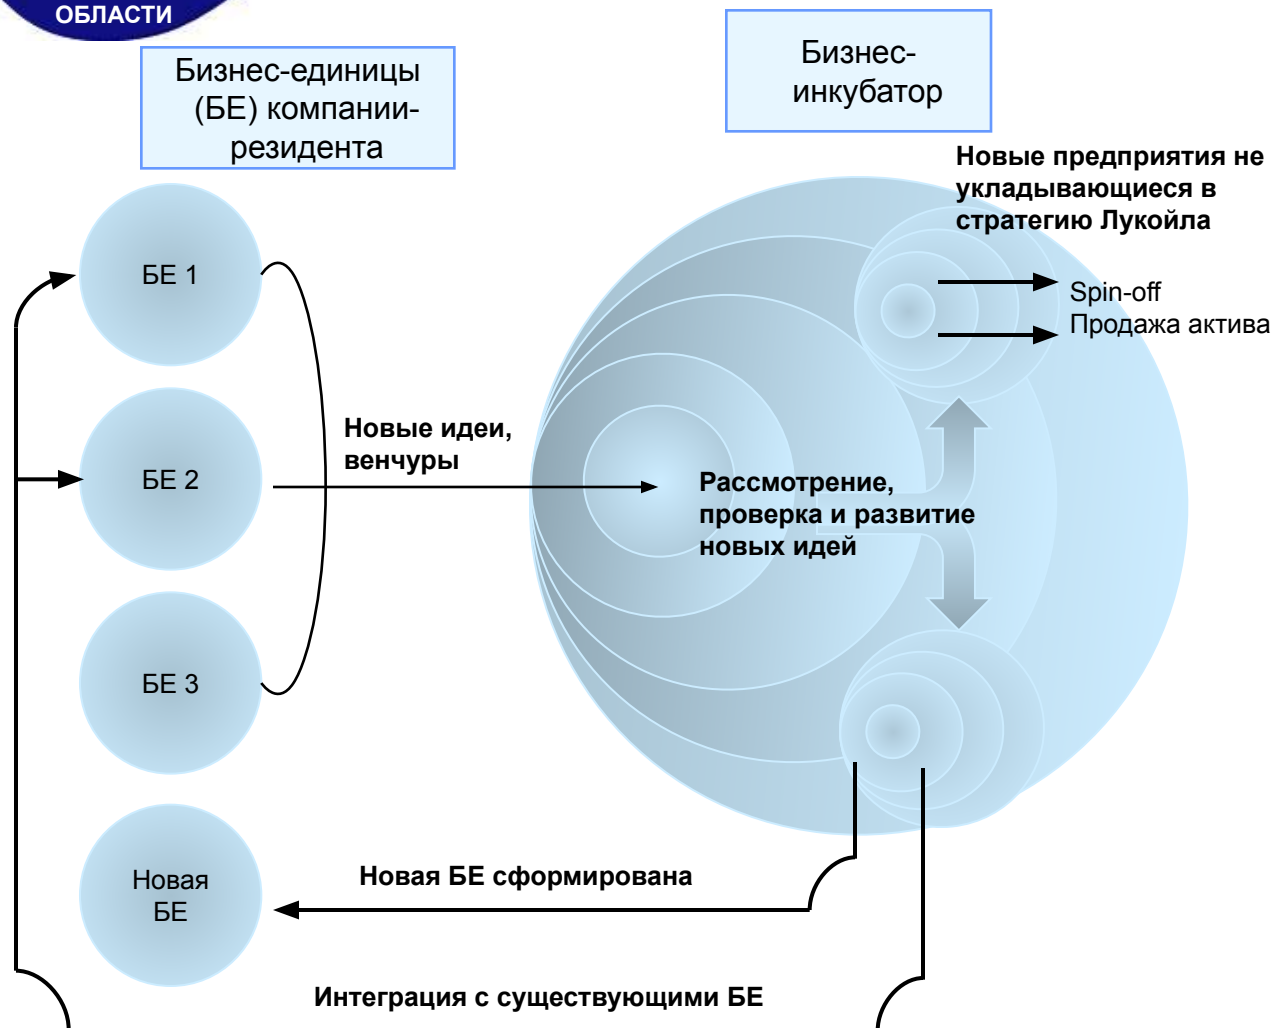 ОБЛАСТИ
Бизнес-единицы
(БЕ) компании-
резидента
Бизнес-
инкубатор
Новые предприятия не
укладывающиеся в
стратегию Лукойла
БЕ 1
Spin-off
Продажа актива
Новые идеи,
венчуры
БЕ 2
Рассмотрение,
проверка и развитие
новых идей
БЕ 3
Новая
БЕ
Новая БЕ сформирована
Интеграция с существующими БЕ